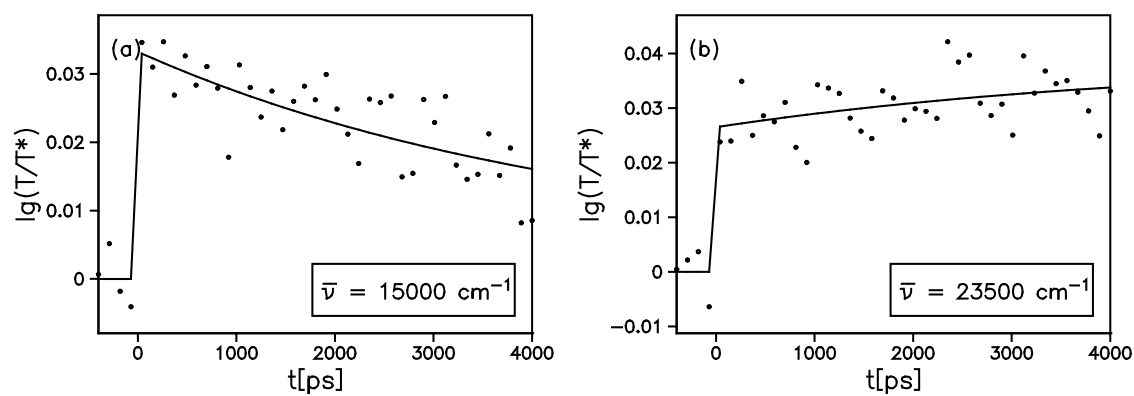 (a)
lg(T/T*)
0.03
0.02
0.01
0
ν̅ = 15000 cm⁻¹
0 1000 2000 3000 4000
t[ps]
(b)
lg(T/T*)
0.04
0.03
0.02
0.01
0
−0.01
ν̅ = 23500 cm⁻¹
0 1000 2000 3000 4000
t[ps]